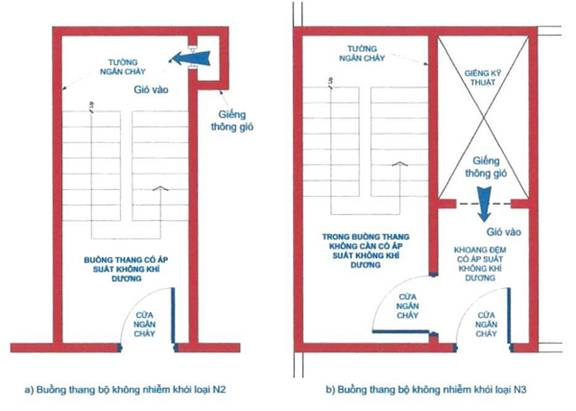 TƯỜNG
NGĂN CHÁY
Gió vào
Giếng
thông gió
BUỒNG THANG CÓ ÁP
SUẤT KHÔNG KHÍ
DƯƠNG
CỬA
NGĂN
CHÁY
a) Buồng thang bộ không nhiễm khói loại N2
TƯỜNG
NGĂN CHÁY
GIẾNG KỸ
THUẬT
Giếng
thông gió
Gió vào
TRONG BUỒNG THANG
KHÔNG CẦN CÓ ÁP
SUẤT KHÔNG KHÍ
DƯƠNG
KHOANG ĐỆM
CÓ ÁP SUẤT
KHÔNG KHÍ
DƯƠNG
CỬA
NGĂN
CHÁY
CỬA
NGĂN
CHÁY
b) Buồng thang bộ không nhiễm khói loại N3